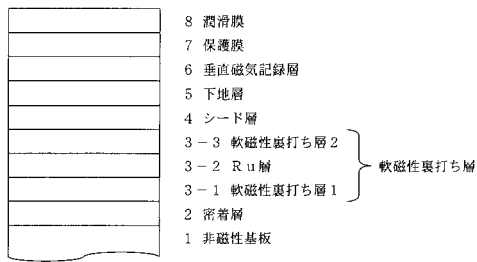 8 潤滑膜
7 保護膜
6 垂直磁気記録層
5 下地層
4 シード層
3－3 軟磁性裏打ち層2
3－2 Ru層
3－1 軟磁性裏打ち層1
軟磁性裏打ち層
2 密着層
1 非磁性基板